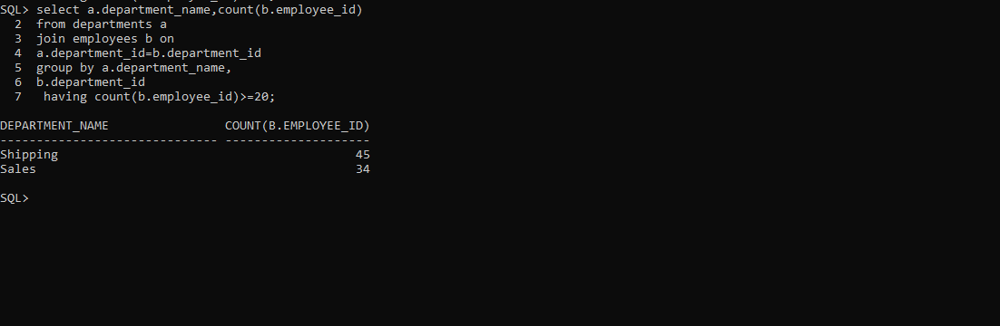 SQL> select a.department_name,count(b.employee_id)
  2  from departments a
  3  join employees b on
  4  a.department_id=b.department_id
  5  group by a.department_name,
  6  b.department_id
  7   having count(b.employee_id)>=20;
DEPARTMENT_NAME                COUNT(B.EMPLOYEE_ID)
------------------------------ --------------------
Shipping                                         45
Sales                                            34
SQL>